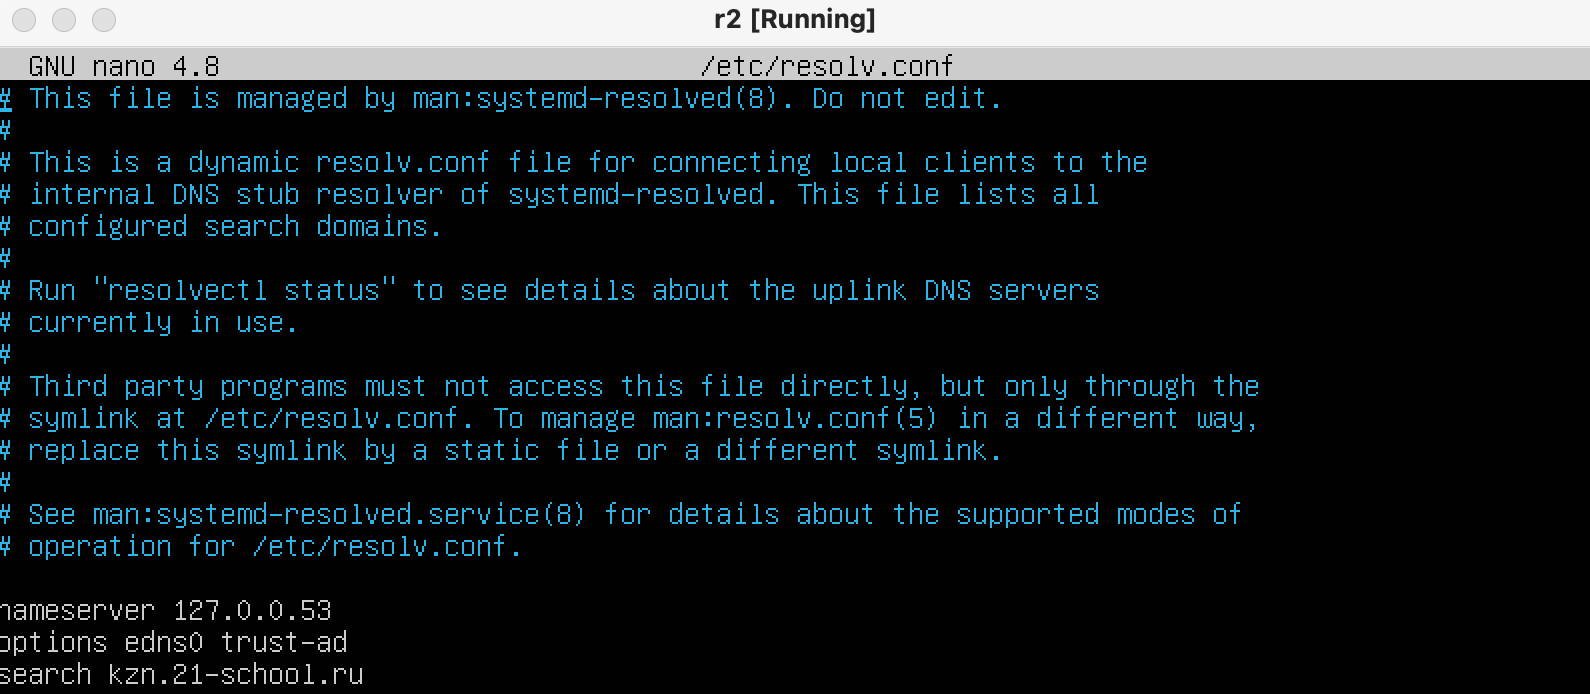 r2 [Running]
GNU nano 4.8 /etc/resolv.conf
# This file is managed by man:systemd-resolved(8). Do not edit.
#
# This is a dynamic resolv.conf file for connecting local clients to the
# internal DNS stub resolver of systemd-resolved. This file lists all
# configured search domains.
#
# Run "resolvectl status" to see details about the uplink DNS servers
# currently in use.
#
# Third party programs must not access this file directly, but only through the
# symlink at /etc/resolv.conf. To manage man:resolv.conf(5) in a different way,
# replace this symlink by a static file or a different symlink.
#
# See man:systemd-resolved.service(8) for details about the supported modes of
# operation for /etc/resolv.conf.
nameserver 127.0.0.53
options edns0 trust-ad
search kzn.21-school.ru